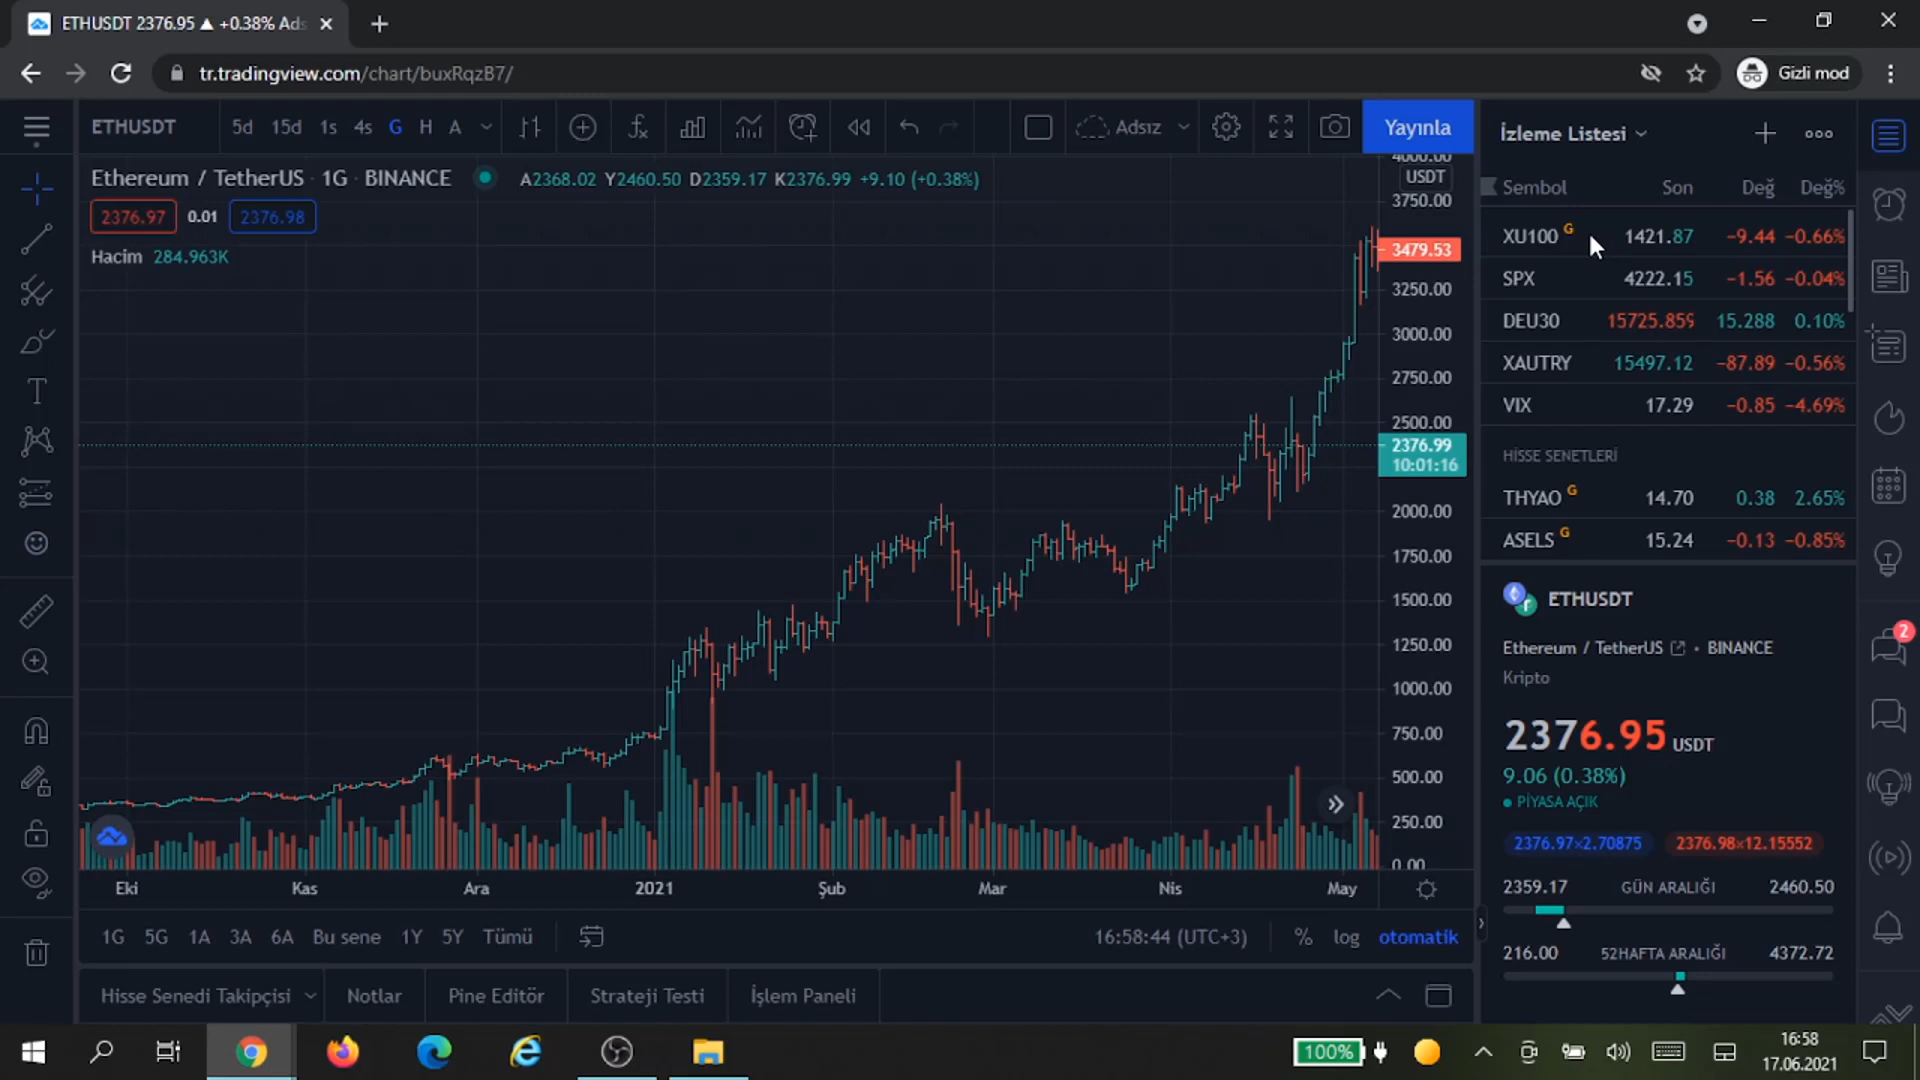 ETHUSDT 2376.95 ▲ +0.38% Ads
tr.tradingview.com/chart/buxRqzB7/
Gizli mod
ETHUSDT
5d 15d 1s 4s G H A
Adsız
Yayınla
Ethereum / TetherUS · 1G · BINANCE
A2368.02 Y2460.50 D2359.17 K2376.99 +9.10 (+0.38%)
2376.97 0.01 2376.98
Hacim 284.963K
4000.00
USDT
3750.00
3479.53
3250.00
3000.00
2750.00
2500.00
2376.99
10:01:16
2000.00
1750.00
1500.00
1250.00
1000.00
750.00
500.00
250.00
0.00
Eki Kas Ara 2021 Şub Mar Nis May
1G 5G 1A 3A 6A Bu sene 1Y 5Y Tümü
16:58:44 (UTC+3) % log otomatik
Hisse Senedi Takipçisi Notlar Pine Editör Strateji Testi İşlem Paneli
İzleme Listesi
Sembol Son Değ Değ%
XU100 G 1421.87 −9.44 −0.66%
SPX 4222.15 −1.56 −0.04%
DEU30 15725.859 15.288 0.10%
XAUTRY 15497.12 −87.89 −0.56%
VIX 17.29 −0.85 −4.69%
HİSSE SENETLERİ
THYAO G 14.70 0.38 2.65%
ASELS G 15.24 −0.13 −0.85%
ETHUSDT
Ethereum / TetherUS • BINANCE
Kripto
2376.95 USDT
9.06 (0.38%)
PİYASA AÇIK
2376.97×2.70875 2376.98×12.15552
2359.17 GÜN ARALIĞI 2460.50
216.00 52HAFTA ARALIĞI 4372.72
2
100%
16:58
17.06.2021